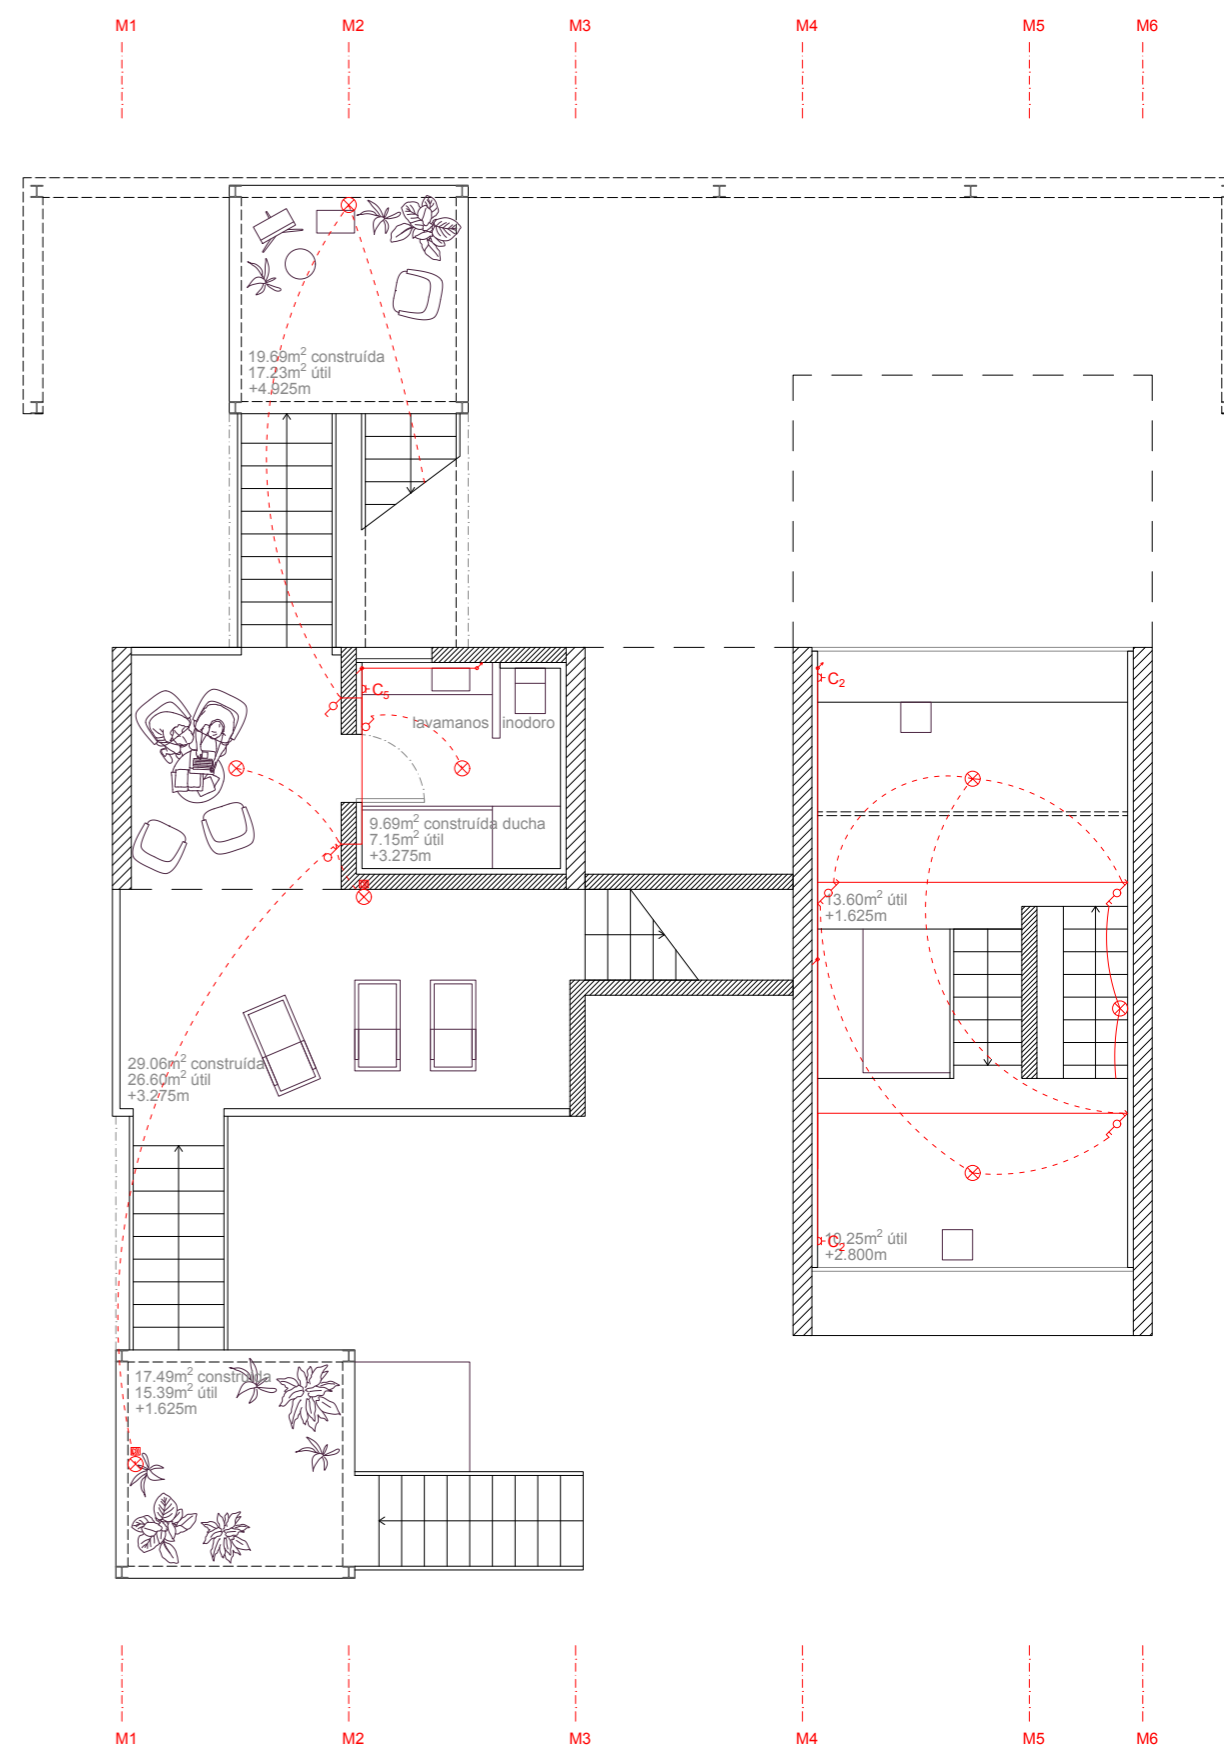 M1 M2 M3 M4 M5 M6
19.69m² construída
17.23m² útil
+4.925m
C₂
C₅
lavamanos inodoro
9.69m² construída ducha
7.15m² útil
+3.275m
13.60m² útil
+1.625m
29.06m² construída
26.60m² útil
+3.275m
10.25m² útil
C₂
+2.800m
17.49m² construída
15.39m² útil
+1.625m
M1 M2 M3 M4 M5 M6